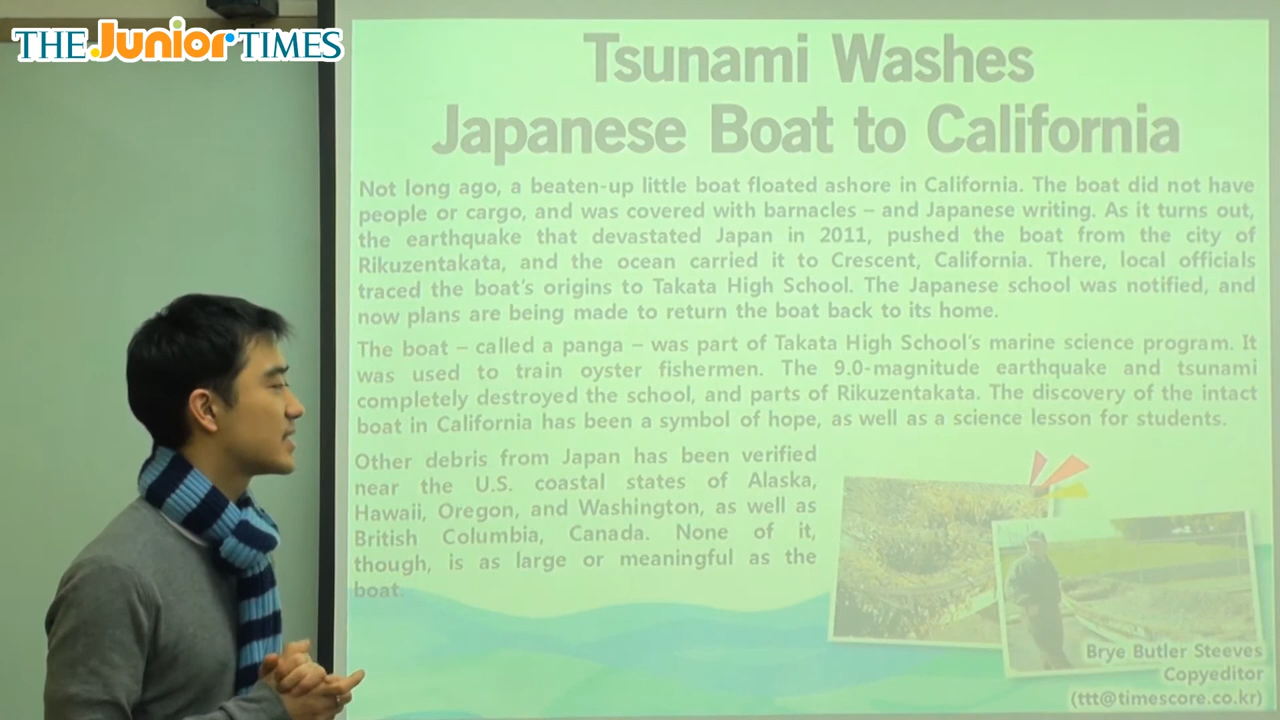 THE Junior TIMES
Tsunami Washes
Japanese Boat to California
Not long ago, a beaten-up little boat floated ashore in California. The boat did not have
people or cargo, and was covered with barnacles – and Japanese writing. As it turns out,
the earthquake that devastated Japan in 2011, pushed the boat from the city of
Rikuzentakata, and the ocean carried it to Crescent, California. There, local officials
traced the boat's origins to Takata High School. The Japanese school was notified, and
now plans are being made to return the boat back to its home.
The boat – called a panga – was part of Takata High School's marine science program. It
was used to train oyster fishermen. The 9.0-magnitude earthquake and tsunami
completely destroyed the school, and parts of Rikuzentakata. The discovery of the intact
boat in California has been a symbol of hope, as well as a science lesson for students.
Other debris from Japan has been verified
near the U.S. coastal states of Alaska,
Hawaii, Oregon, and Washington, as well as
British Columbia, Canada. None of it,
though, is as large or meaningful as the
boat.
Brye Butler Steeves
Copyeditor
(ttt@timescore.co.kr)